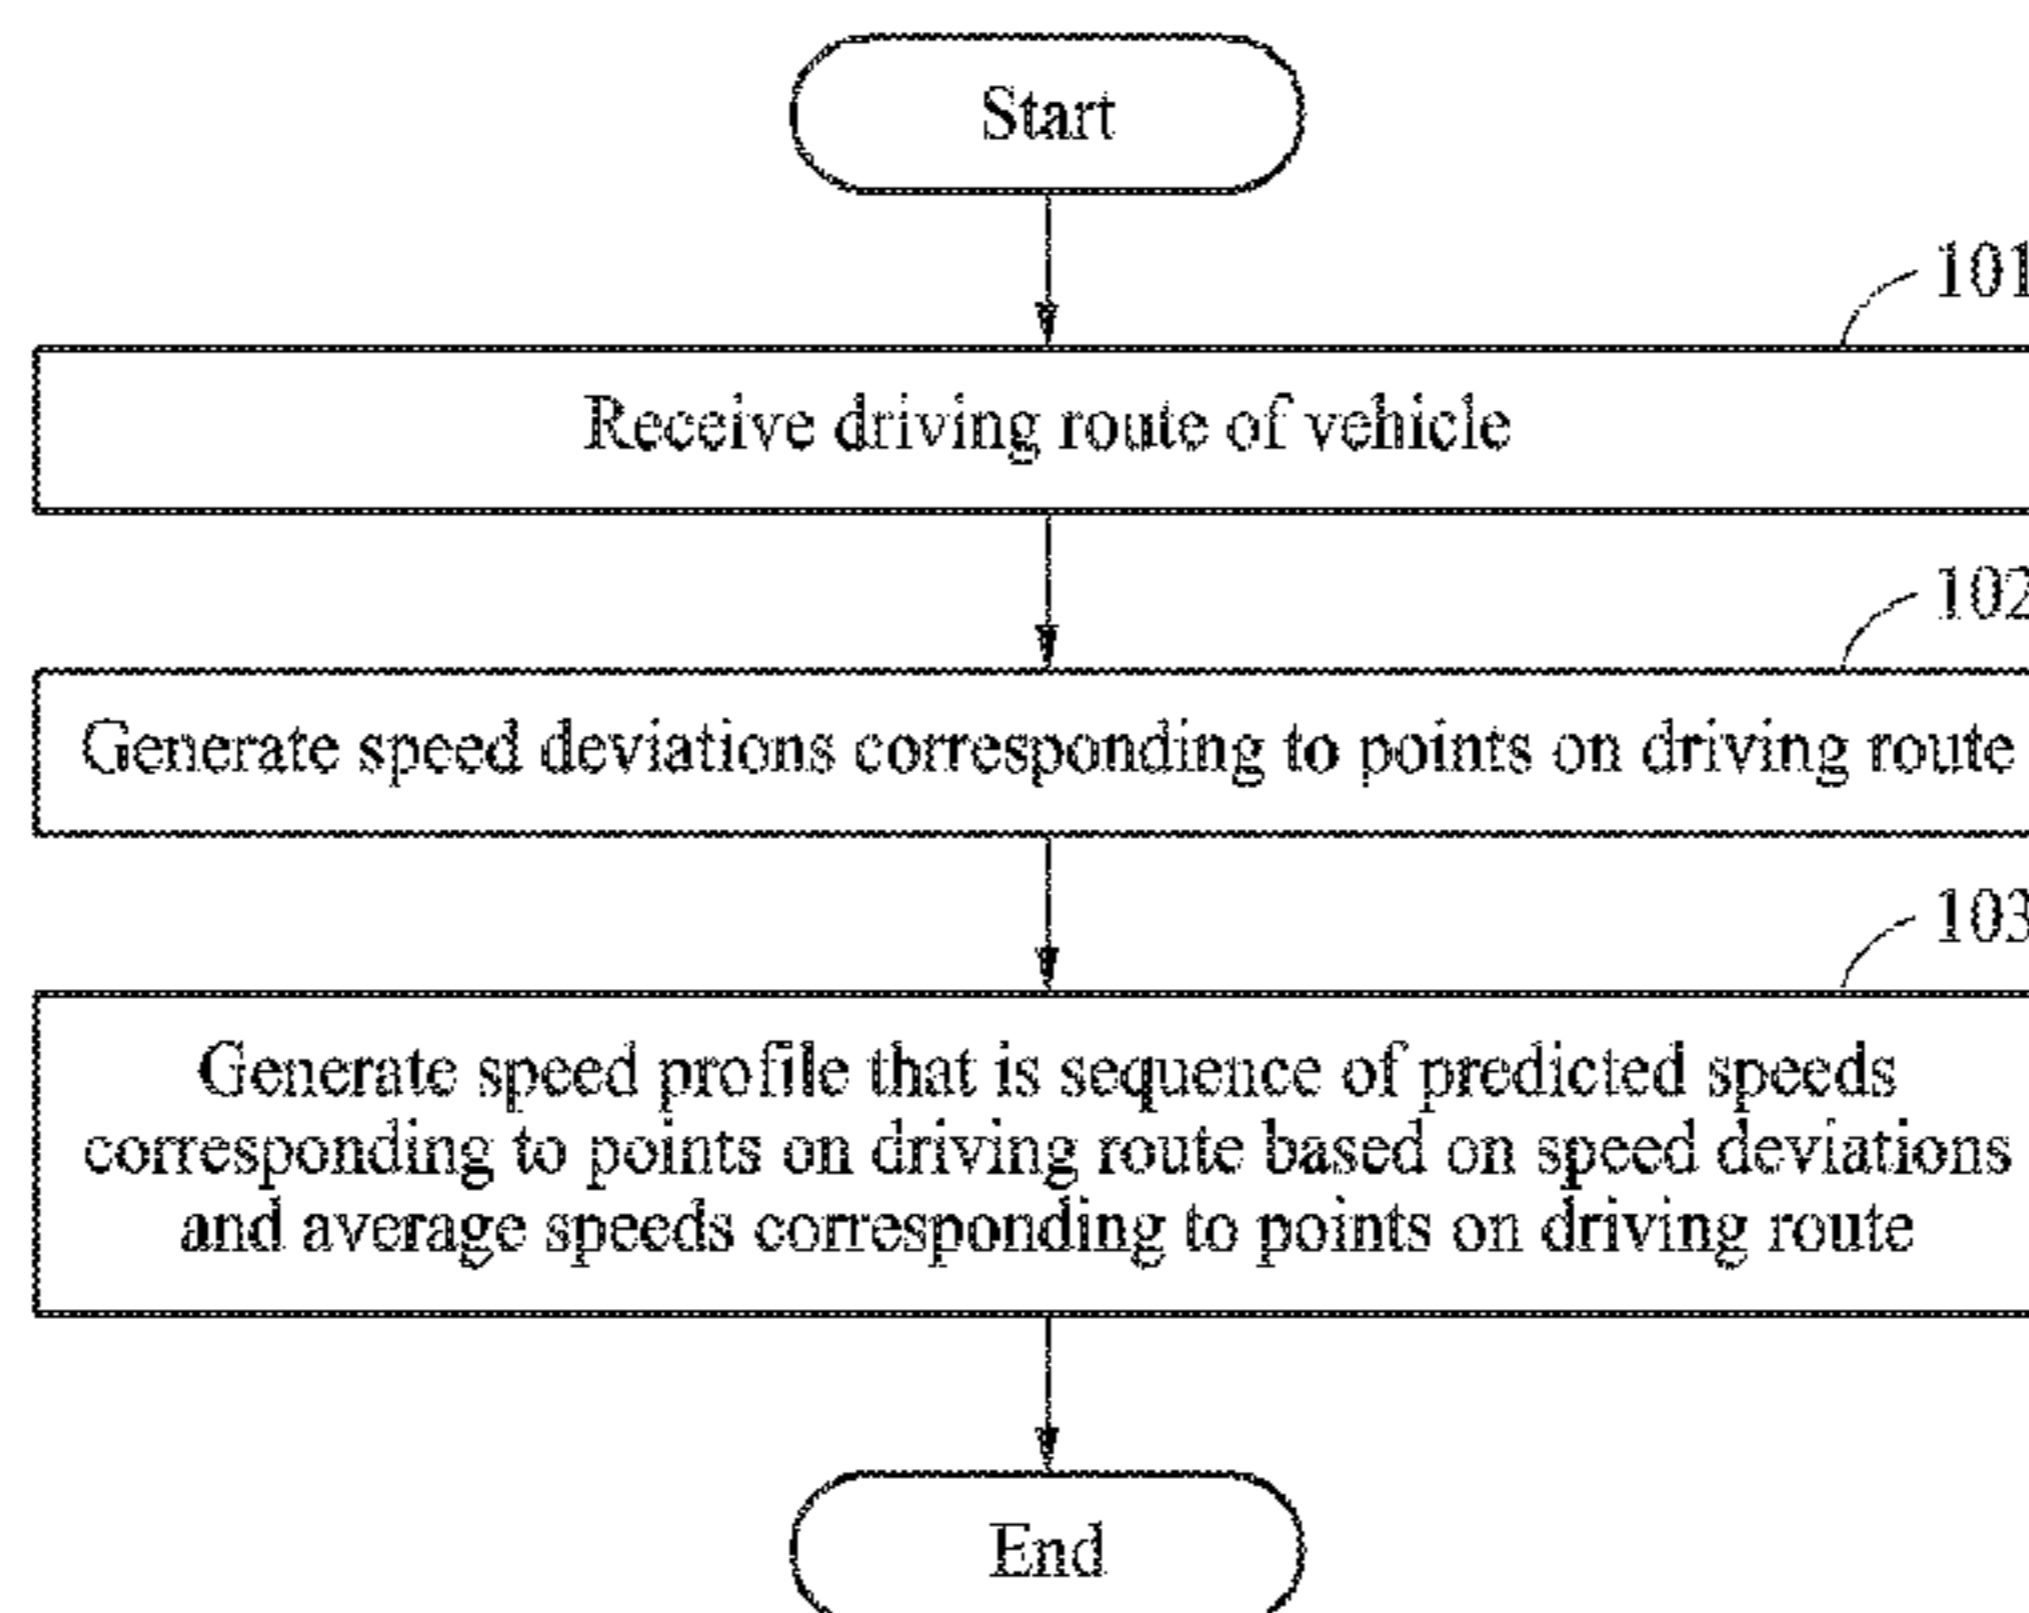 Start
101
Receive driving route of vehicle
102
Generate speed deviations corresponding to points on driving route
103
Generate speed profile that is sequence of predicted speeds
corresponding to points on driving route based on speed deviations
and average speeds corresponding to points on driving route
End